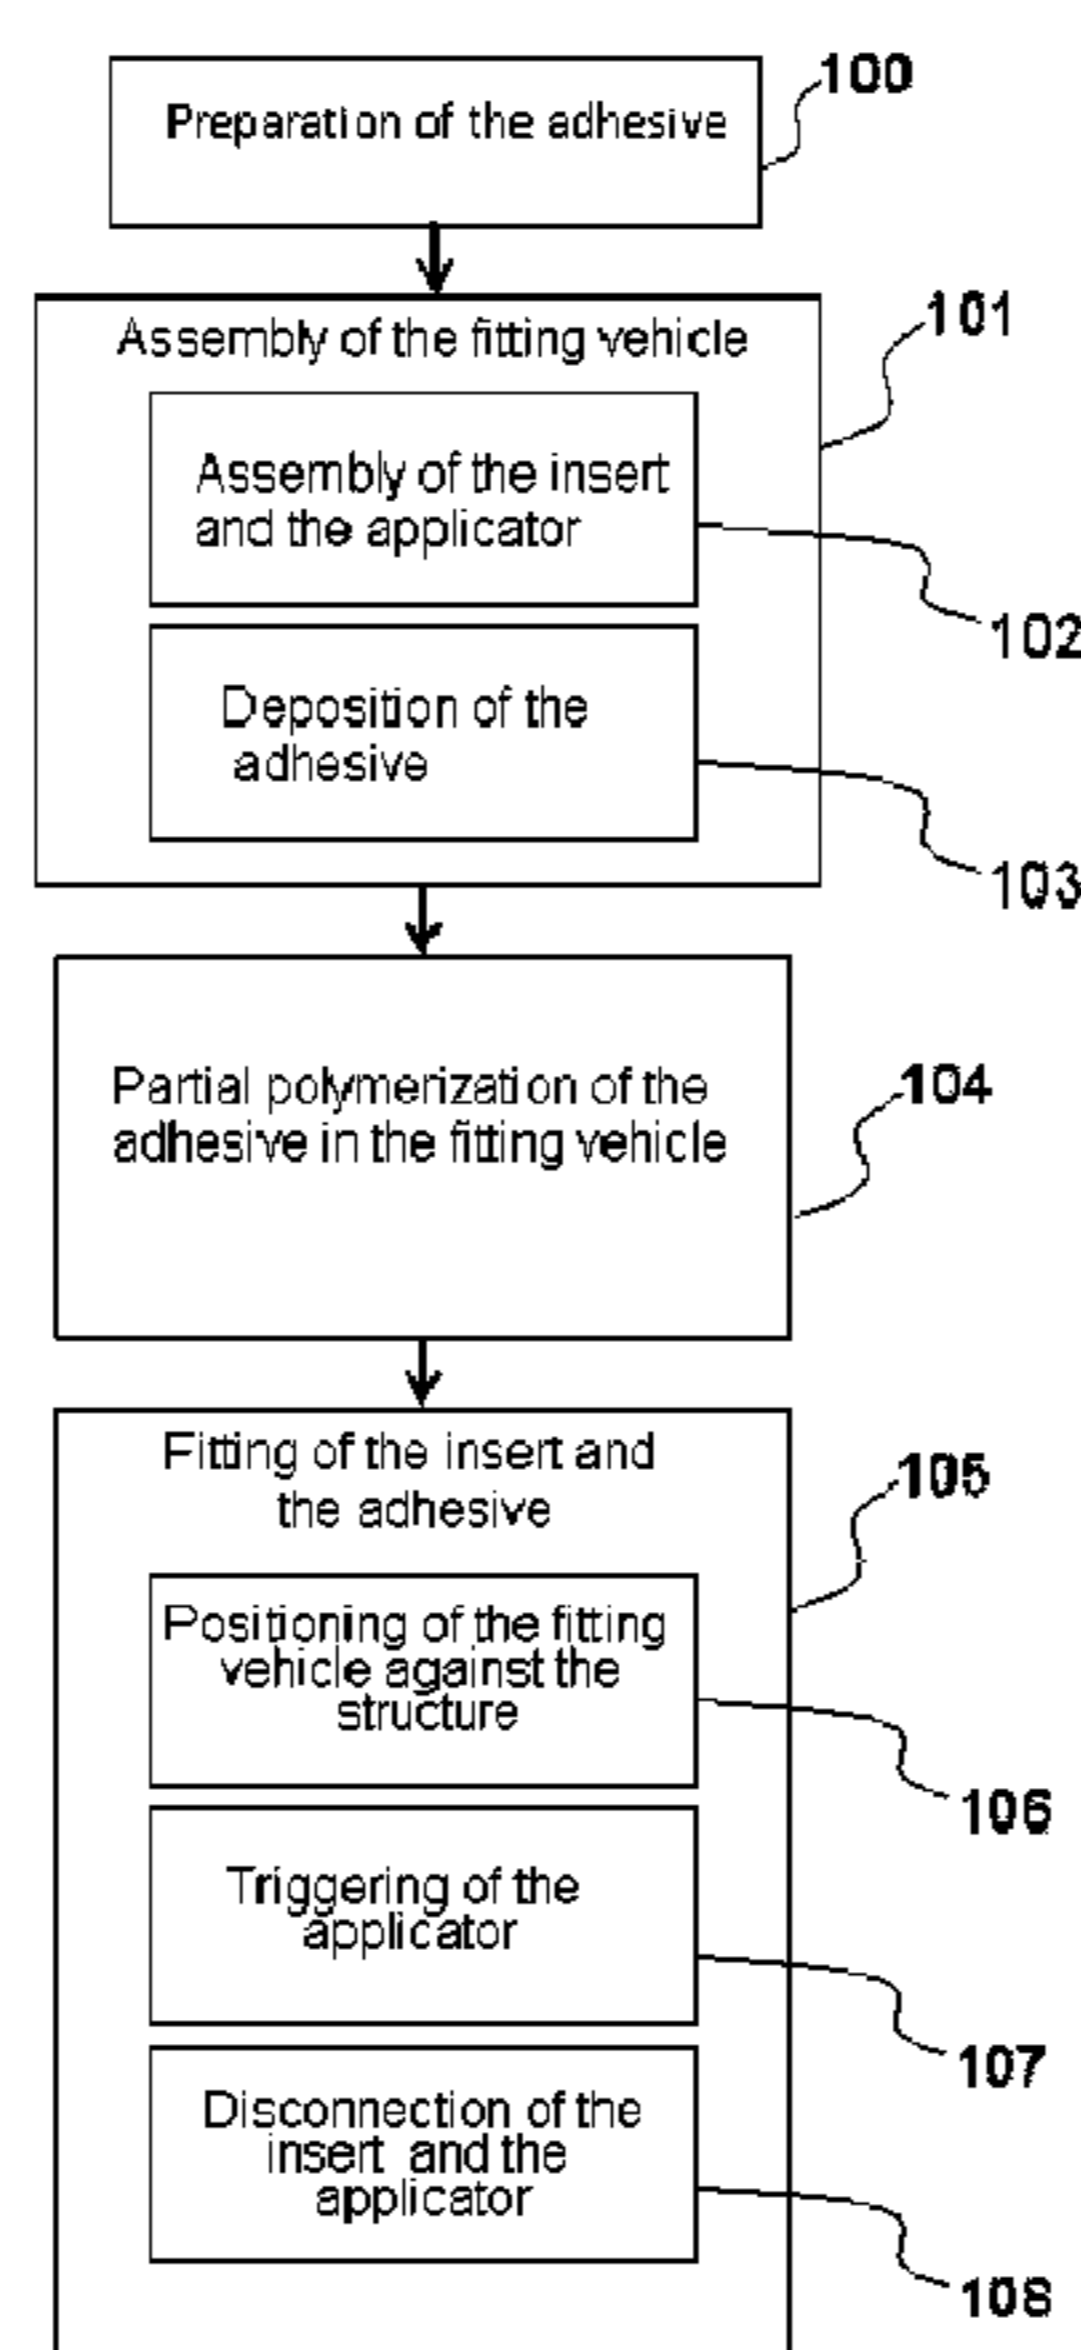 100
Preparation of the adhesive
101
Assembly of the fitting vehicle
Assembly of the insert
and the applicator
102
Deposition of the
adhesive
103
Partial polymerization of the
adhesive in the fitting vehicle
104
Fitting of the insert and
the adhesive
105
Positioning of the fitting
vehicle against the
structure
106
Triggering of the
applicator
107
Disconnection of the
insert and the
applicator
108